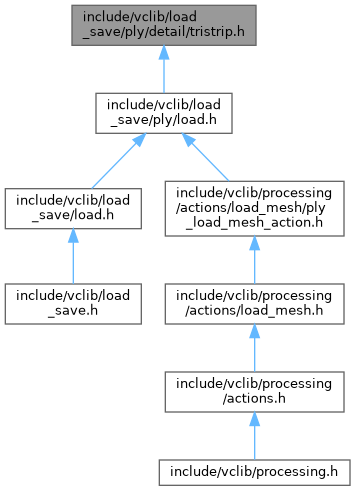 include/vclib/load
_save/ply/detail/tristrip.h
include/vclib/load
_save/ply/load.h
include/vclib/load
_save/load.h
include/vclib/processing
/actions/load_mesh/ply
_load_mesh_action.h
include/vclib/load
_save.h
include/vclib/processing
/actions/load_mesh.h
include/vclib/processing
/actions.h
include/vclib/processing.h